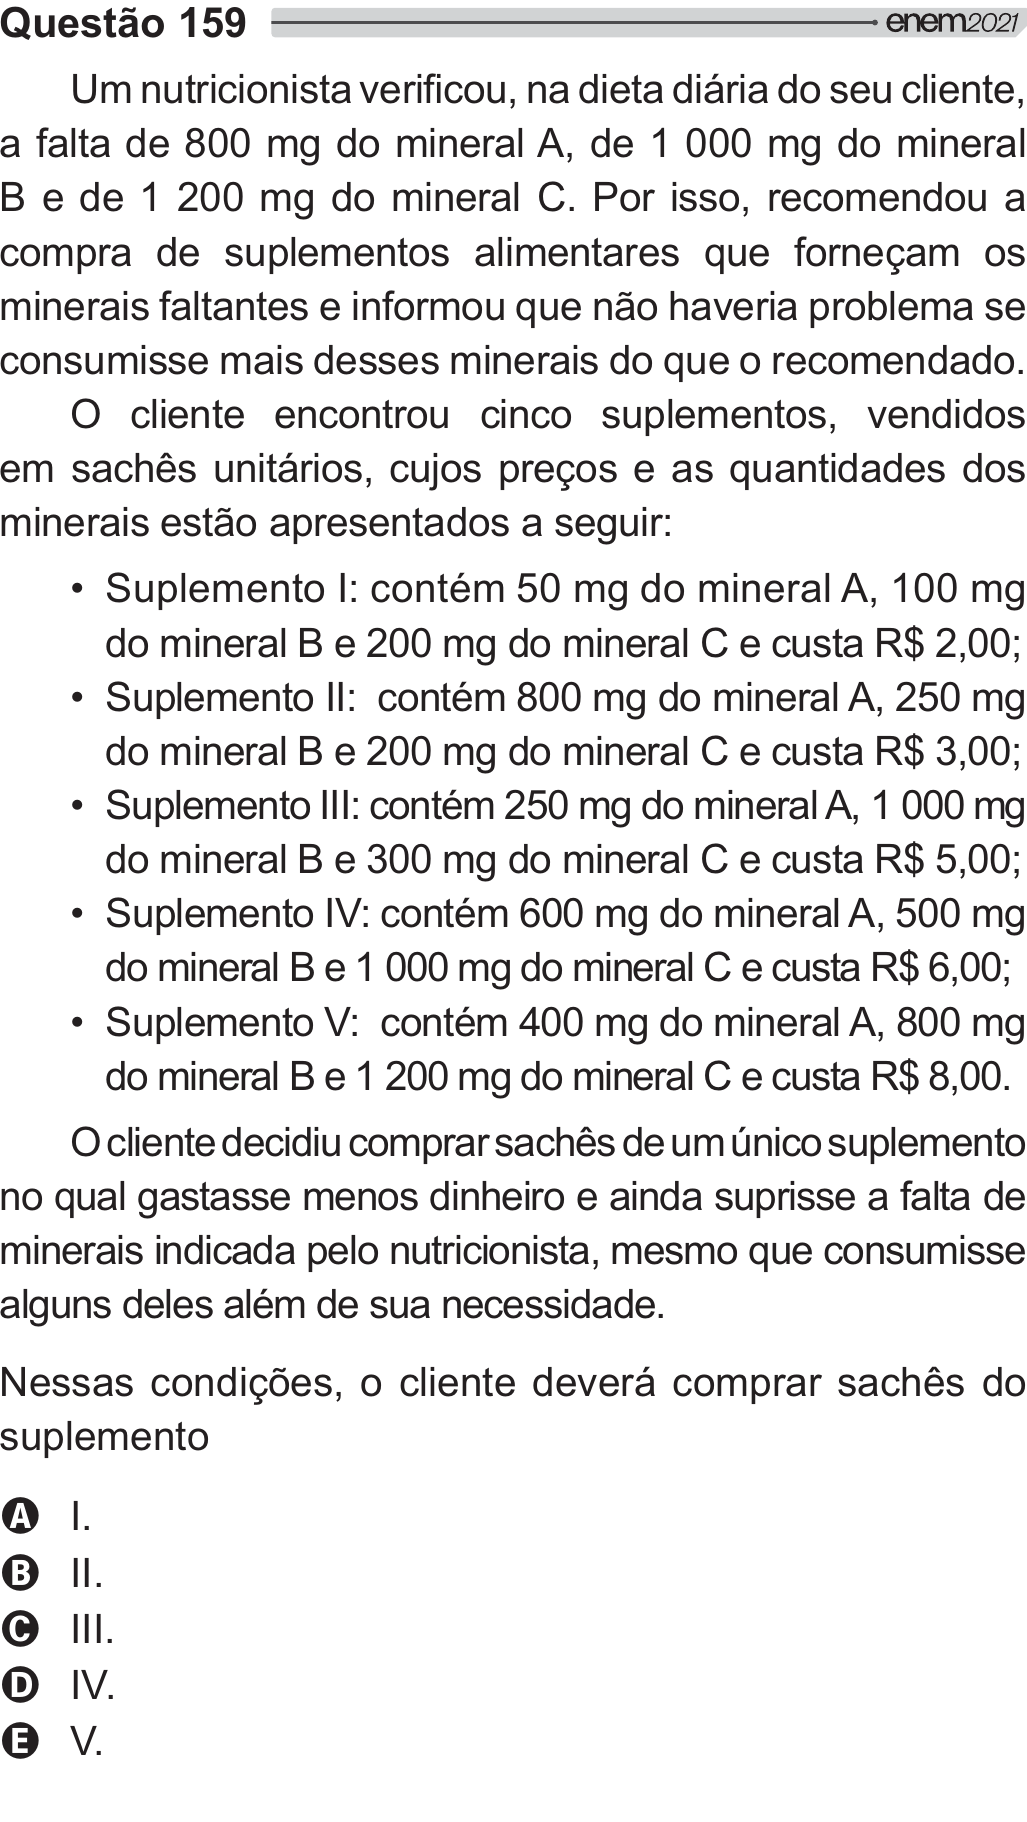 Questão 159 enem2021
Um nutricionista verificou, na dieta diária do seu cliente,
a falta de 800 mg do mineral A, de 1 000 mg do mineral
B e de 1 200 mg do mineral C. Por isso, recomendou a
compra de suplementos alimentares que forneçam os
minerais faltantes e informou que não haveria problema se
consumisse mais desses minerais do que o recomendado.
O cliente encontrou cinco suplementos, vendidos
em sachês unitários, cujos preços e as quantidades dos
minerais estão apresentados a seguir:
• Suplemento I: contém 50 mg do mineral A, 100 mg
do mineral B e 200 mg do mineral C e custa R$ 2,00;
• Suplemento II: contém 800 mg do mineral A, 250 mg
do mineral B e 200 mg do mineral C e custa R$ 3,00;
• Suplemento III: contém 250 mg do mineral A, 1 000 mg
do mineral B e 300 mg do mineral C e custa R$ 5,00;
• Suplemento IV: contém 600 mg do mineral A, 500 mg
do mineral B e 1 000 mg do mineral C e custa R$ 6,00;
• Suplemento V: contém 400 mg do mineral A, 800 mg
do mineral B e 1 200 mg do mineral C e custa R$ 8,00.
O cliente decidiu comprar sachês de um único suplemento
no qual gastasse menos dinheiro e ainda suprisse a falta de
minerais indicada pelo nutricionista, mesmo que consumisse
alguns deles além de sua necessidade.
Nessas condições, o cliente deverá comprar sachês do
suplemento
A I.
B II.
C III.
D IV.
E V.